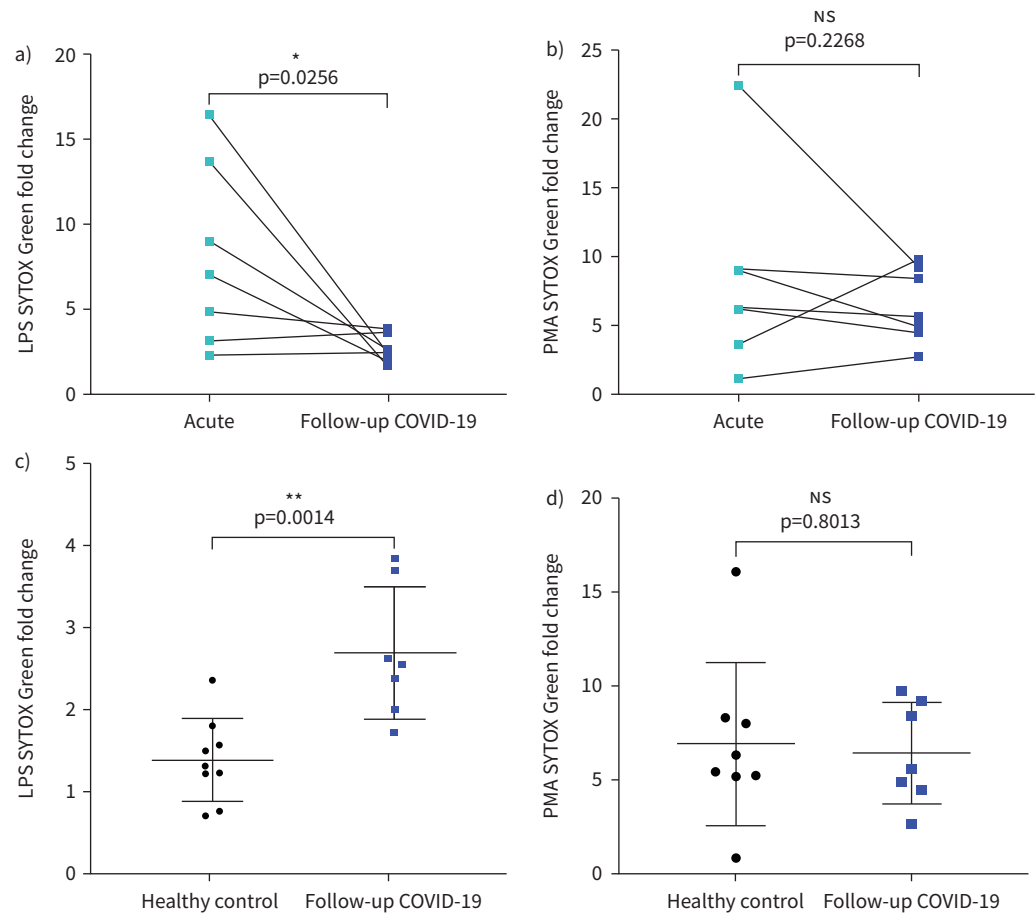 a)
*
p=0.0256
LPS SYTOX Green fold change
20
15
10
5
0
Acute
Follow-up COVID-19
b)
NS
p=0.2268
PMA SYTOX Green fold change
25
20
15
10
5
0
Acute
Follow-up COVID-19
c)
**
p=0.0014
LPS SYTOX Green fold change
5
4
3
2
1
0
Healthy control
Follow-up COVID-19
d)
NS
p=0.8013
PMA SYTOX Green fold change
20
15
10
5
0
Healthy control
Follow-up COVID-19